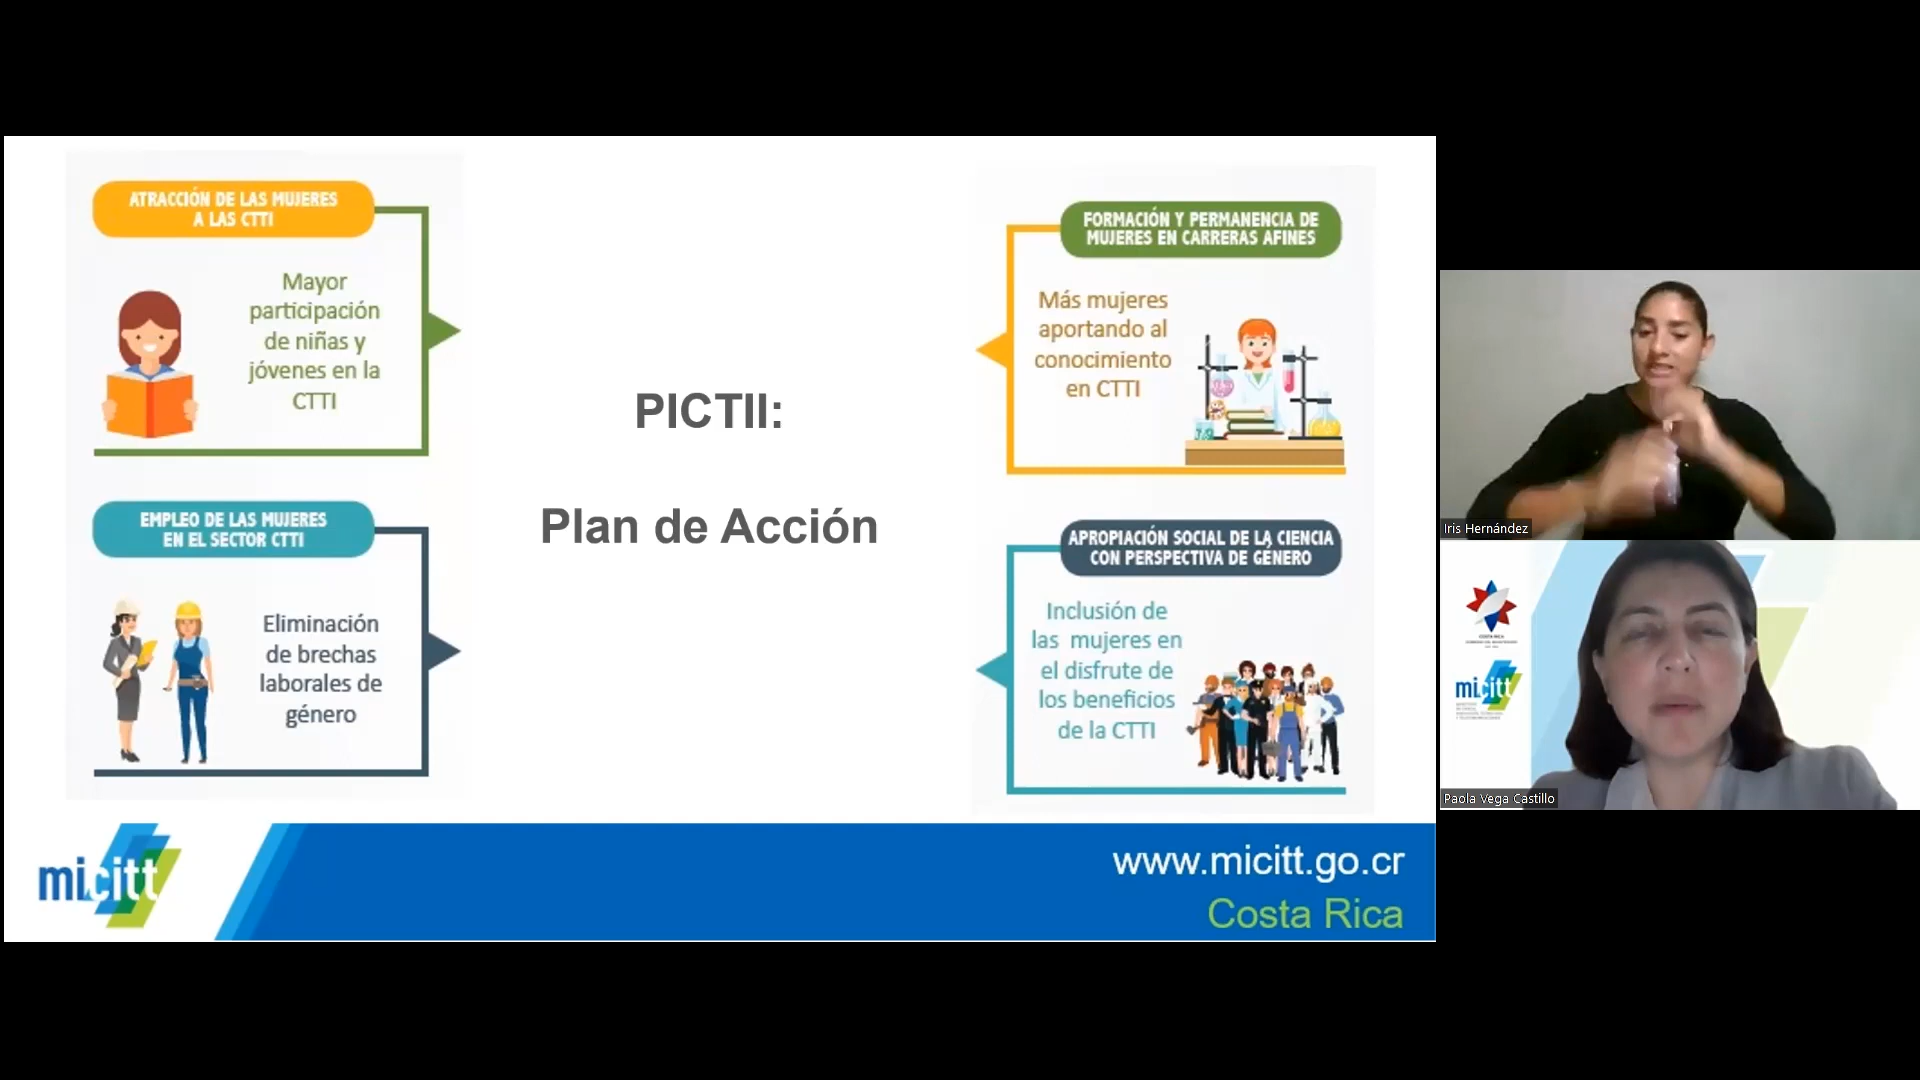 ATRACCIÓN DE LAS MUJERES
A LAS CTTI
Mayor
participación
de niñas y
jóvenes en la
CTTI
EMPLEO DE LAS MUJERES
EN EL SECTOR CTTI
Eliminación
de brechas
laborales de
género
PICTII:
Plan de Acción
FORMACIÓN Y PERMANENCIA DE
MUJERES EN CARRERAS AFINES
Más mujeres
aportando al
conocimiento
en CTTI
APROPIACIÓN SOCIAL DE LA CIENCIA
CON PERSPECTIVA DE GÉNERO
Inclusión de
las mujeres en
el disfrute de
los beneficios
de la CTTI
micitt
www.micitt.go.cr
Costa Rica
Iris Hernández
COSTA RICA
micitt
Paola Vega Castillo